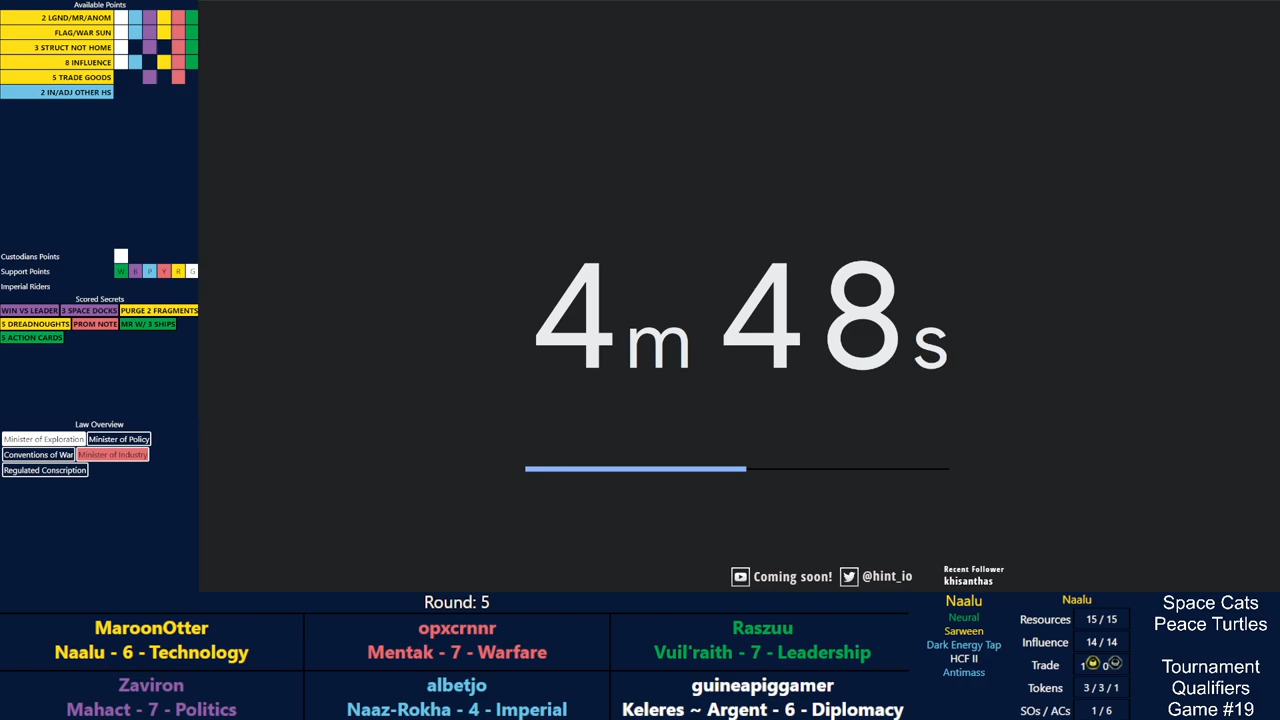 Available Points
2 LGND/MR/ANOM
FLAG/WAR SUN
3 STRUCT NOT HOME
8 INFLUENCE
5 TRADE GOODS
2 IN/ADJ OTHER HS
Custodians Points
Support Points W B P Y R G
Imperial Riders
Scored Secrets
WIN VS LEADER 3 SPACE DOCKS PURGE 2 FRAGMENTS
5 DREADNOUGHTS PROM NOTE MR W/ 3 SHIPS
5 ACTION CARDS
Law Overview
Minister of Exploration Minister of Policy
Conventions of War Minister of Industry
Regulated Conscription
4m 48s
Coming soon! @hint_io
Recent Follower
khisanthas
Round: 5
MaroonOtter
Naalu - 6 - Technology
opxcrnnr
Mentak - 7 - Warfare
Raszuu
Vuil'raith - 7 - Leadership
Zaviron
Mahact - 7 - Politics
albetjo
Naaz-Rokha - 4 - Imperial
guineapiggamer
Keleres ~ Argent - 6 - Diplomacy
Naalu
Neural
Sarween
Dark Energy Tap
HCF II
Antimass
Naalu
Resources 15 / 15
Influence 14 / 14
Trade 1 0
Tokens 3 / 3 / 1
SOs / ACs 1 / 6
Space Cats
Peace Turtles
Tournament
Qualifiers
Game #19